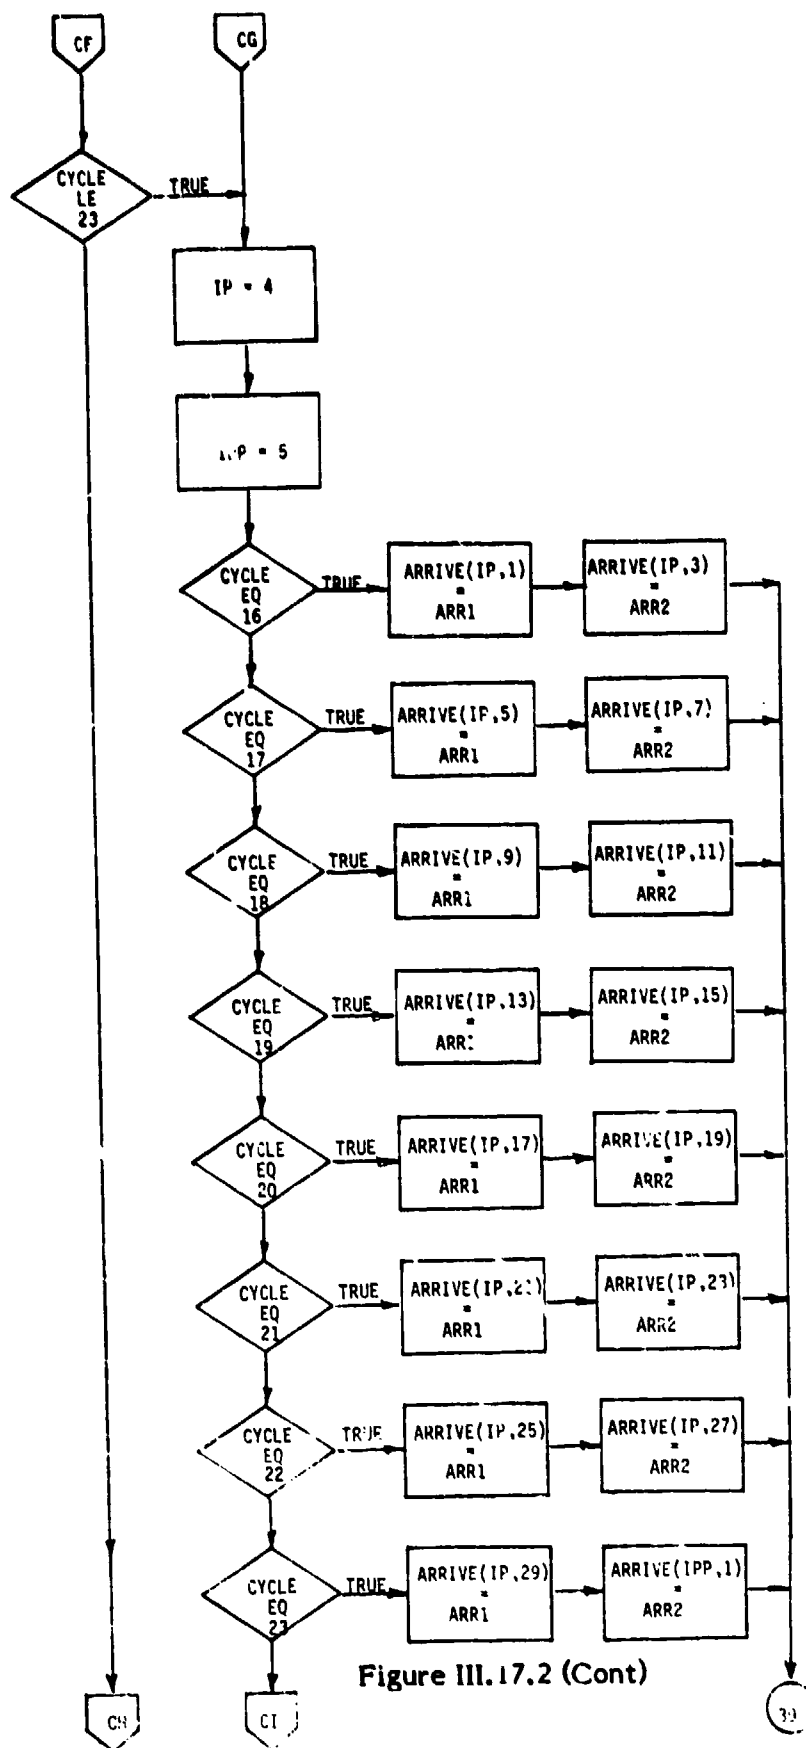 CF
CG
CYCLE
LE
23
TRUE
IP = 4
= 5
CYCLE
EQ
16
TRUE
ARRIVE(IP,1)
=
ARR1
ARRIVE(IP,3)
=
ARR2
CYCLE
EQ
17
TRUE
ARRIVE(IP,5)
=
ARR1
ARRIVE(IP,7)
=
ARR2
CYCLE
EQ
18
TRUE
ARRIVE(IP,9)
=
ARR1
ARRIVE(IP,11)
=
ARR2
CYCLE
EQ
19
TRUE
ARRIVE(IP,13)
=
ARRIVE(IP,15)
=
ARR2
CYCLE
EQ
20
TRUE
ARRIVE(IP,17)
=
ARR1
ARRIVE(IP,19)
=
ARR2
CYCLE
EQ
21
TRUE
=
ARR1
ARRIVE(IP,23)
=
ARR2
CYCLE
EQ
22
TRUE
ARRIVE(IP,25)
=
ARR1
ARRIVE(IP,27)
=
ARR2
CYCLE
EQ
23
TRUE
ARRIVE(IP,29)
=
ARR1
ARRIVE(IPP,1)
=
ARR2
Figure III.17.2 (Cont)
CH
CI
30